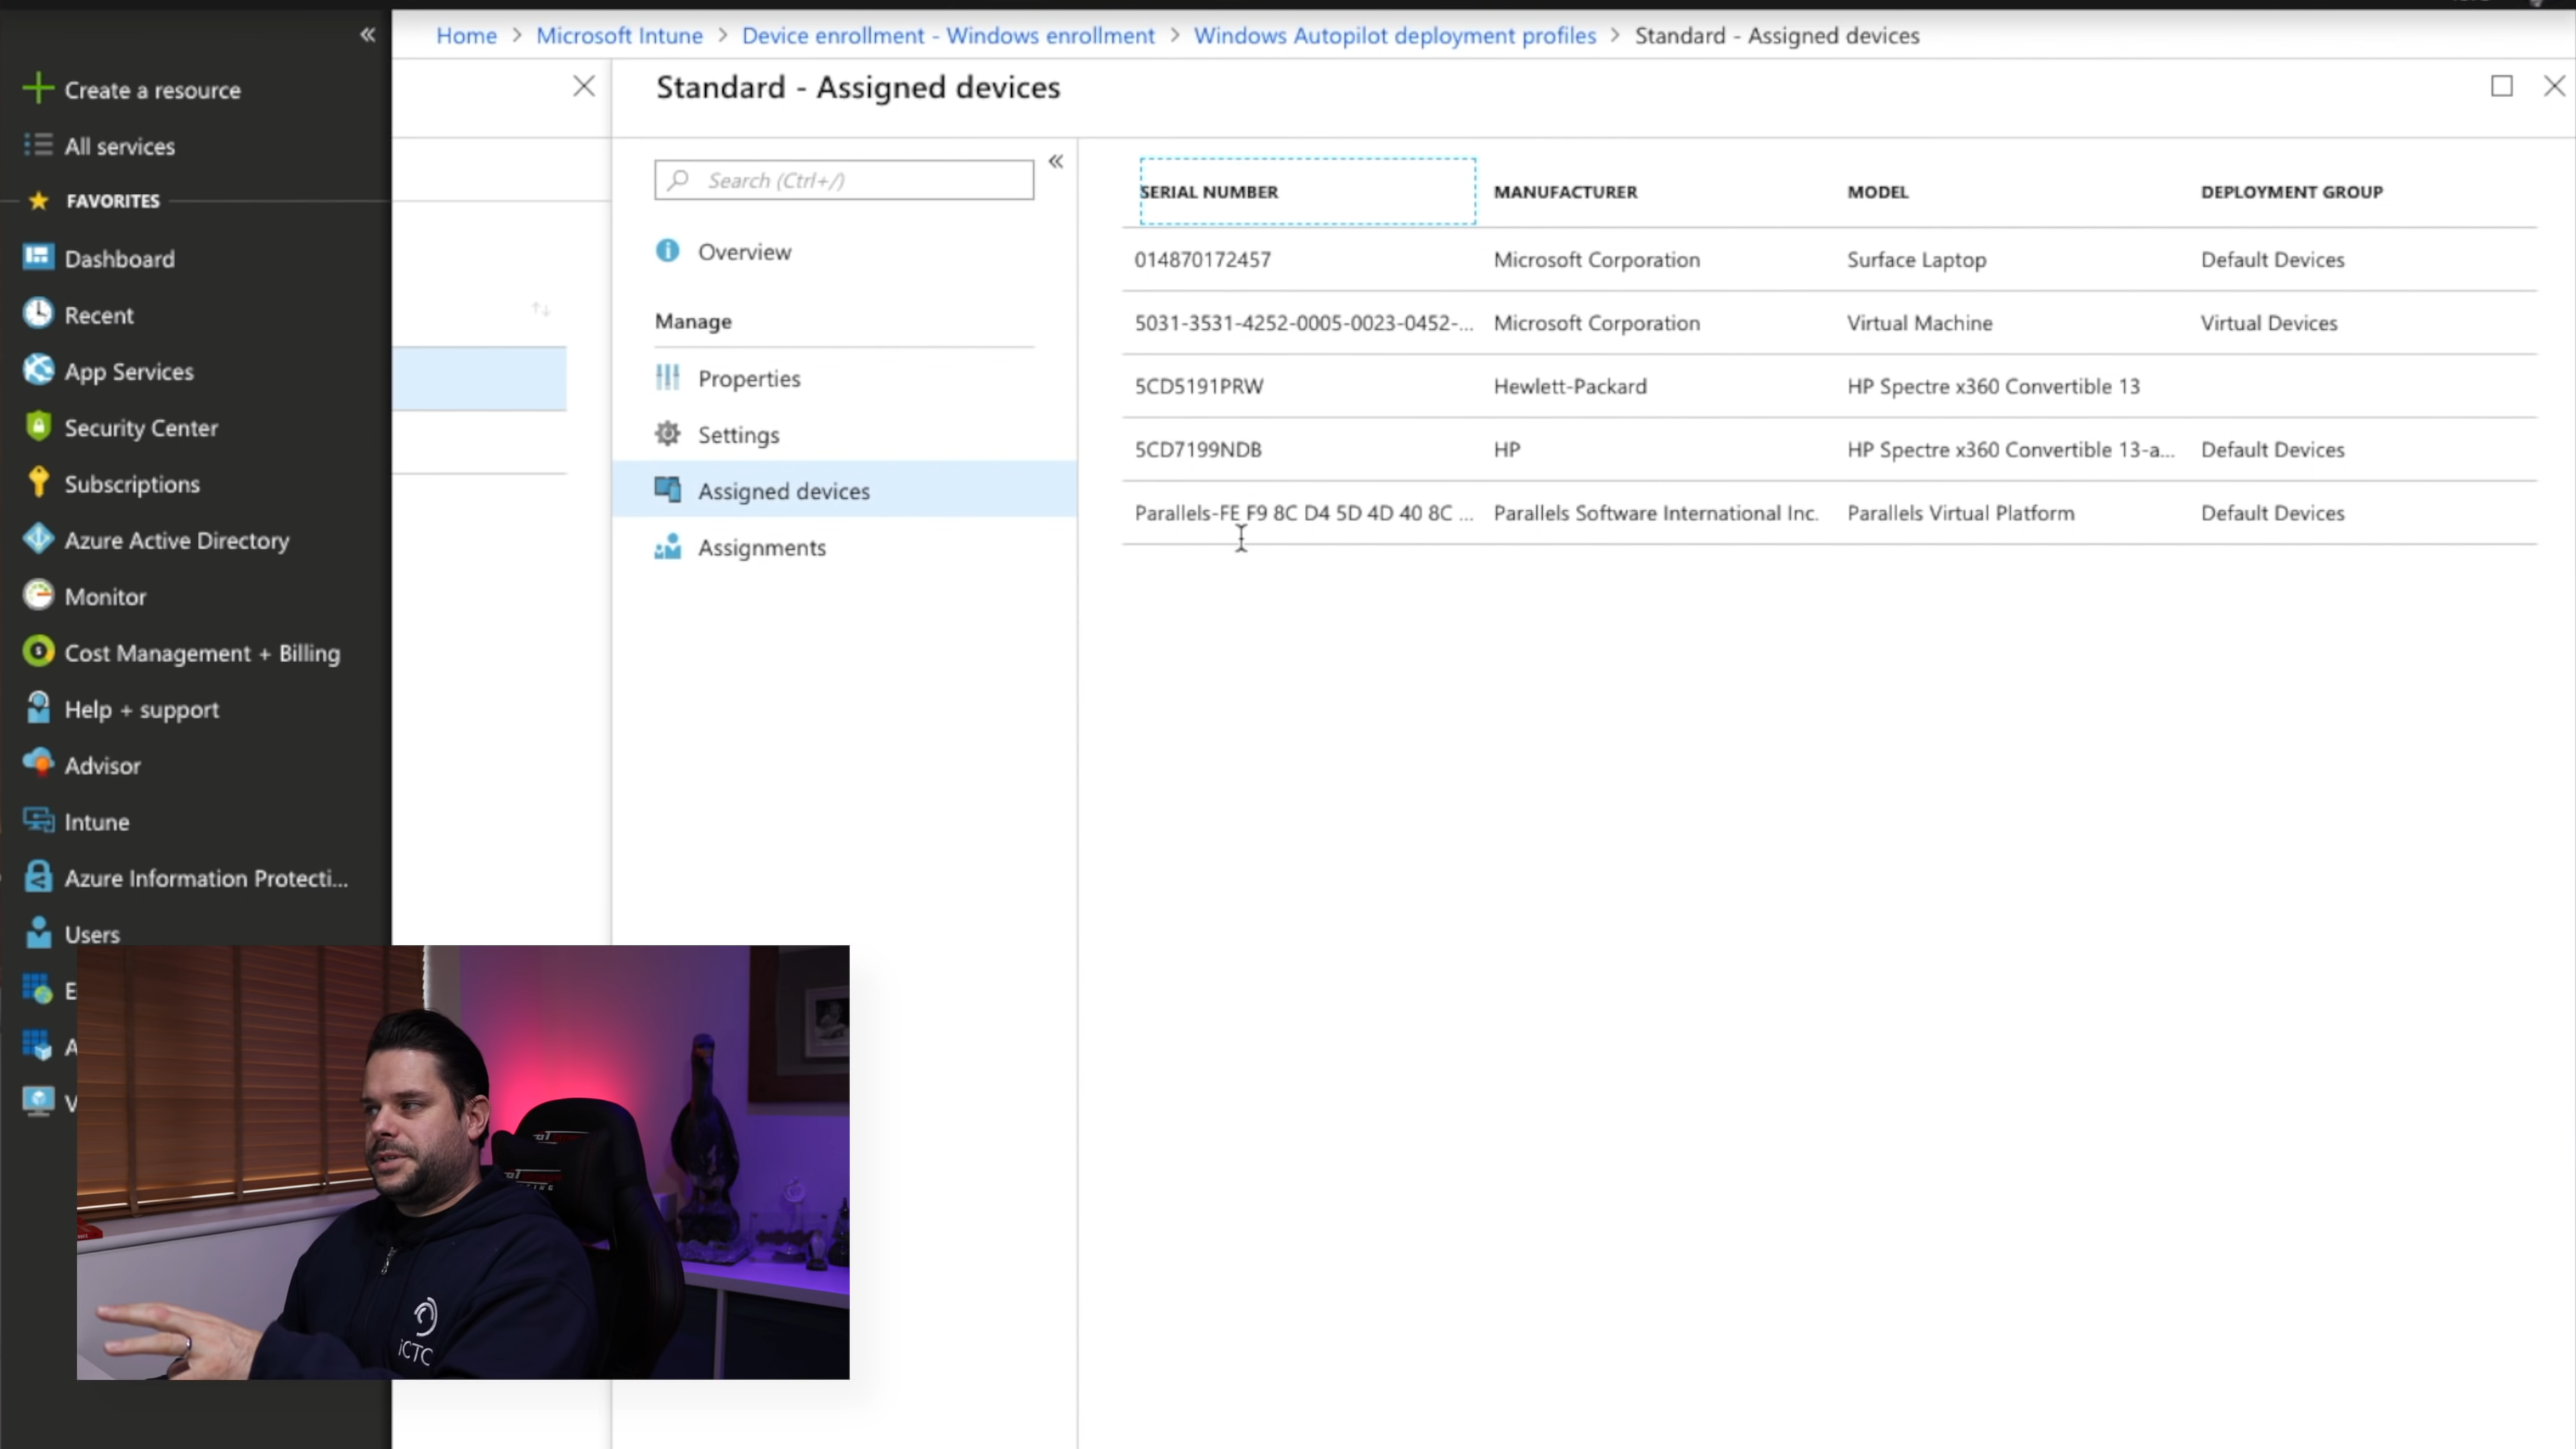 Home > Microsoft Intune > Device enrollment - Windows enrollment > Windows Autopilot deployment profiles > Standard - Assigned devices
Create a resource
All services
FAVORITES
Dashboard
Recent
App Services
Security Center
Subscriptions
Azure Active Directory
Monitor
Cost Management + Billing
Help + support
Advisor
Intune
Azure Information Protecti...
Users
E
A
V
Standard - Assigned devices
Search (Ctrl+/)
Overview
Manage
Properties
Settings
Assigned devices
Assignments
SERIAL NUMBER MANUFACTURER MODEL DEPLOYMENT GROUP
014870172457 Microsoft Corporation Surface Laptop Default Devices
5031-3531-4252-0005-0023-0452-... Microsoft Corporation Virtual Machine Virtual Devices
5CD5191PRW Hewlett-Packard HP Spectre x360 Convertible 13
5CD7199NDB HP HP Spectre x360 Convertible 13-a... Default Devices
Parallels-FE F9 8C D4 5D 4D 40 8C ... Parallels Software International Inc. Parallels Virtual Platform Default Devices
iCTC